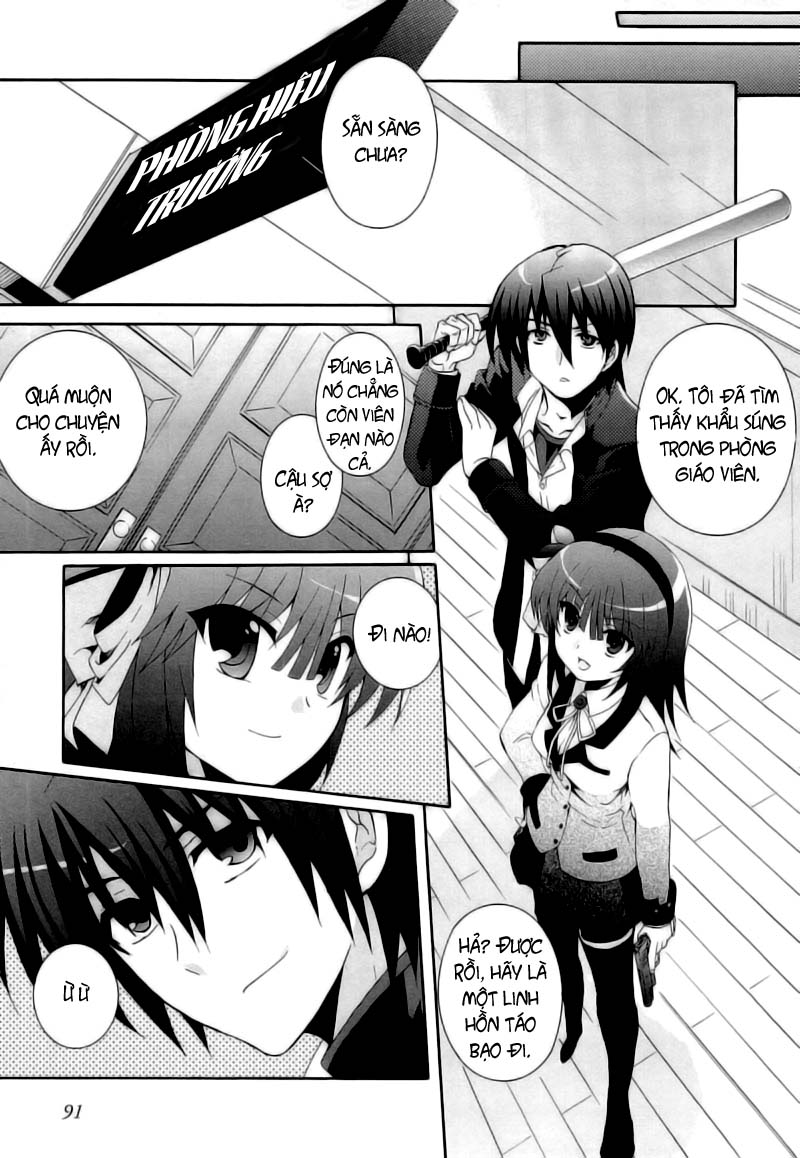 PHÒNG HIỆU
TRƯỞNG
SẴN SÀNG
CHƯA?
OK. TÔI ĐÃ TÌM
THẤY KHẨU SÚNG
TRONG PHÒNG
GIÁO VIÊN.
HẢ? ĐƯỢC
RỒI, HÃY LÀ
MỘT LINH
HỒN TÁO
BẠO ĐI.
ĐÚNG LÀ
NÓ CHẲNG
CÒN VIÊN
ĐẠN NÀO
CẢ.
CẬU SỢ
À?
QUÁ MUỘN
CHO CHUYỆN
ẤY RỒI.
ĐI NÀO!
Ừ Ừ
91